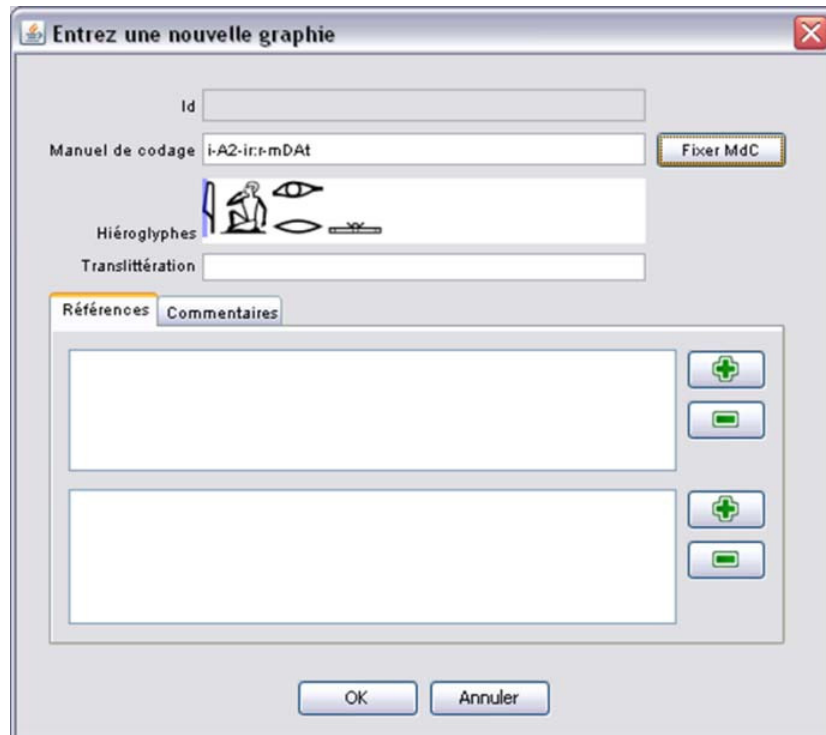 Entrez une nouvelle graphie
Id
Manuel de codage i-A2-ir:r-mDAt Fixer MdC
Hiéroglyphes 𓇋𓀁𓁹𓂋𓏛
Translittération
Références Commentaires
OK Annuler